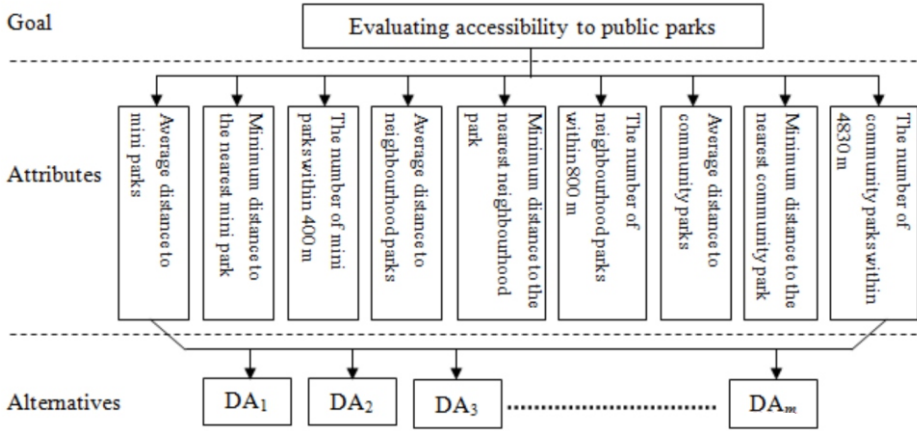 Goal
Evaluating accessibility to public parks
Attributes
Average distance to
mini parks
Minimum distance to
the nearest mini park
The number of mini
parks within 400 m
Average distance to
neighbourhood parks
Minimum distance to the
nearest neighbourhood
park
The number of
neighbourhood parks
within 800 m
Average distance to
community parks
Minimum distance to the
nearest community park
The number of
community parks within
4830 m
Alternatives
DA1
DA2
DA3
DAm